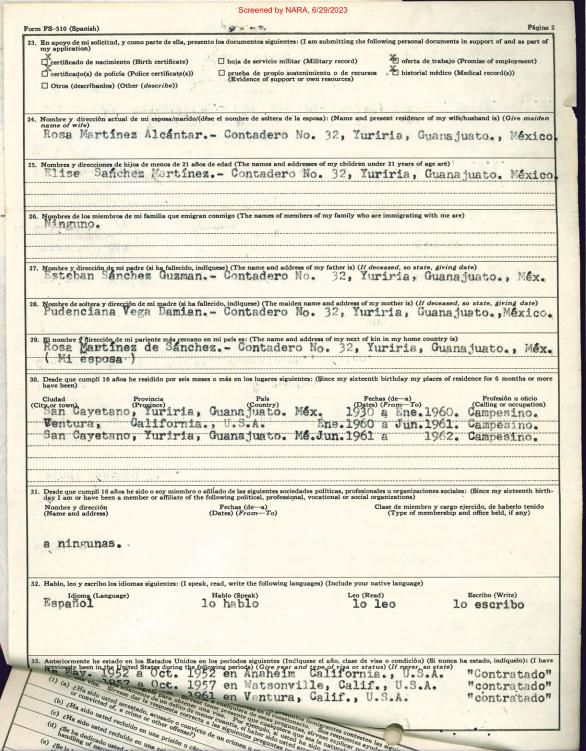 Screened by NARA, 6/29/2023
Form FS-510 (Spanish) Página 2
23. En apoyo de mi solicitud, y como parte de ella, presento los documentos siguientes: (I am submitting the following personal documents in support of and as part of my application)
X certificado de nacimiento (Birth certificate) ☐ hoja de servicio militar (Military record) X oferta de trabajo (Promise of employment)
X certificado(s) de policía (Police certificate(s)) ☐ prueba de propio sostenimiento o de recursos (Evidence of support or own resources) X historial médico (Medical record(s))
☐ Otros (descríbanlos) (Other (describe))
24. Nombre y dirección actual de mi esposa/marido/(dése el nombre de soltera de la esposa): (Name and present residence of my wife/husband is) (Give maiden name of wife)
Rosa Martínez Alcántar.- Contadero No. 32, Yuriria, Guanajuato., México
25. Nombres y direcciones de hijos de menos de 21 años de edad (The names and addresses of my children under 21 years of age are)
Elise Sánchez Martínez.- Contadero No. 32, Yuriria, Guanajuato. México
26. Nombres de los miembros de mi familia que emigran conmigo (The names of members of my family who are immigrating with me are)
Ninguno.
27. Nombre y dirección de mi padre (si ha fallecido, indíquese) (The name and address of my father is) (If deceased, so state, giving date)
Esteban Sánchez Guzman.- Contadero No. 32, Yuriria, Guanajuato., Méx.
28. Nombre de soltera y dirección de mi madre (si ha fallecido, indíquese) (The maiden name and address of my mother is) (If deceased, so state, giving date)
Pudenciana Vega Damian.- Contadero No. 32, Yuriria, Guanajuato.,México.
29. El nombre y dirección de mi pariente más cercano en mi país es: (The name and address of my next of kin in my home country is)
Rosa Martínez de Sánchez.- Contadero No. 32, Yuriria, Guanajuato., Méx.
( Mi esposa )
30. Desde que cumplí 16 años he residido por seis meses o más en los lugares siguientes: (Since my sixteenth birthday my places of residence for 6 months or more have been)
Ciudad Provincia País Fechas (de—a) Profesión u oficio
(City or town) (Province) (Country) (Dates) (From—To) (Calling or occupation)
San Cayetano, Yuriria, Guanajuato. Méx. 1930 a Ene.1960. Campesino.
Ventura, California., U.S.A. Ene.1960 a Jun.1961. Campesino.
San Cayetano, Yuriria, Guanajuato. Mé.Jun.1961 a 1962. Campesino.
31. Desde que cumplí 16 años he sido o soy miembro o afiliado de las siguientes sociedades políticas, profesionales u organizaciones sociales: (Since my sixteenth birthday I am or have been a member or affiliate of the following political, professional, vocational or social organizations)
Nombre y dirección Fechas (de—a) Clase de miembro y cargo ejercido, de haberlo tenido
(Name and address) (Dates) (From—To) (Type of membership and office held, if any)
a ningunas.
32. Hablo, leo y escribo los idiomas siguientes: (I speak, read, write the following languages) (Include your native language)
Idioma (Language) Hablo (Speak) Leo (Read) Escribo (Write)
Español lo hablo lo leo lo escribo
33. Anteriormente he estado en los Estados Unidos en los períodos siguientes (Indíquese el año, clase de visa o condición) (Si nunca ha estado, indíquelo): (I have previously been in the United States during the following periods) (Give year and type of visa or status) (If never, so state)
May. 1952 a Oct. 1952 en Anaheim California., U.S.A. "Contratado"
1957 a Oct. 1957 en Watsonville, Calif., U.S.A. "contratado"
1961 en Ventura, Calif., U.S.A. "contratado"
(b) ¿Ha sido usted arrestado, acusado o convicto de un crimen
(c) ¿Ha sido usted recluido en una prisión
(d) ¿Se ha dedicado usted
(e) ¿Se ha